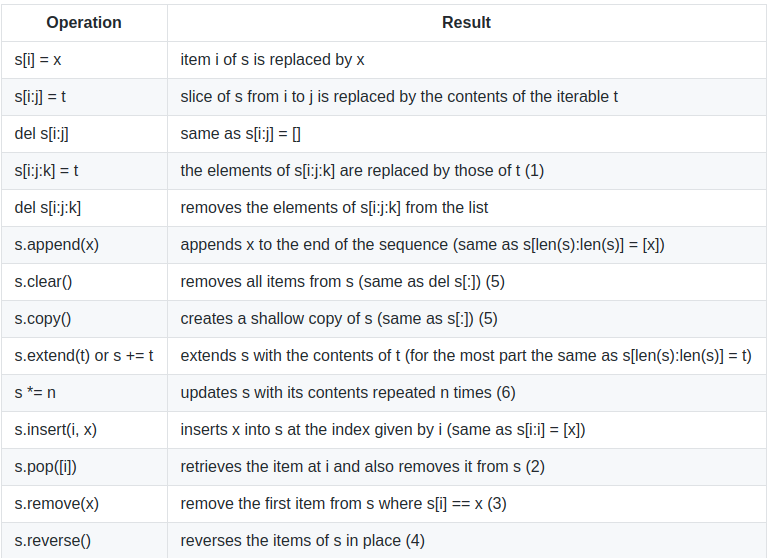 Operation Result
s[i] = x item i of s is replaced by x
s[i:j] = t slice of s from i to j is replaced by the contents of the iterable t
del s[i:j] same as s[i:j] = []
s[i:j:k] = t the elements of s[i:j:k] are replaced by those of t (1)
del s[i:j:k] removes the elements of s[i:j:k] from the list
s.append(x) appends x to the end of the sequence (same as s[len(s):len(s)] = [x])
s.clear() removes all items from s (same as del s[:]) (5)
s.copy() creates a shallow copy of s (same as s[:]) (5)
s.extend(t) or s += t extends s with the contents of t (for the most part the same as s[len(s):len(s)] = t)
s *= n updates s with its contents repeated n times (6)
s.insert(i, x) inserts x into s at the index given by i (same as s[i:i] = [x])
s.pop([i]) retrieves the item at i and also removes it from s (2)
s.remove(x) remove the first item from s where s[i] == x (3)
s.reverse() reverses the items of s in place (4)